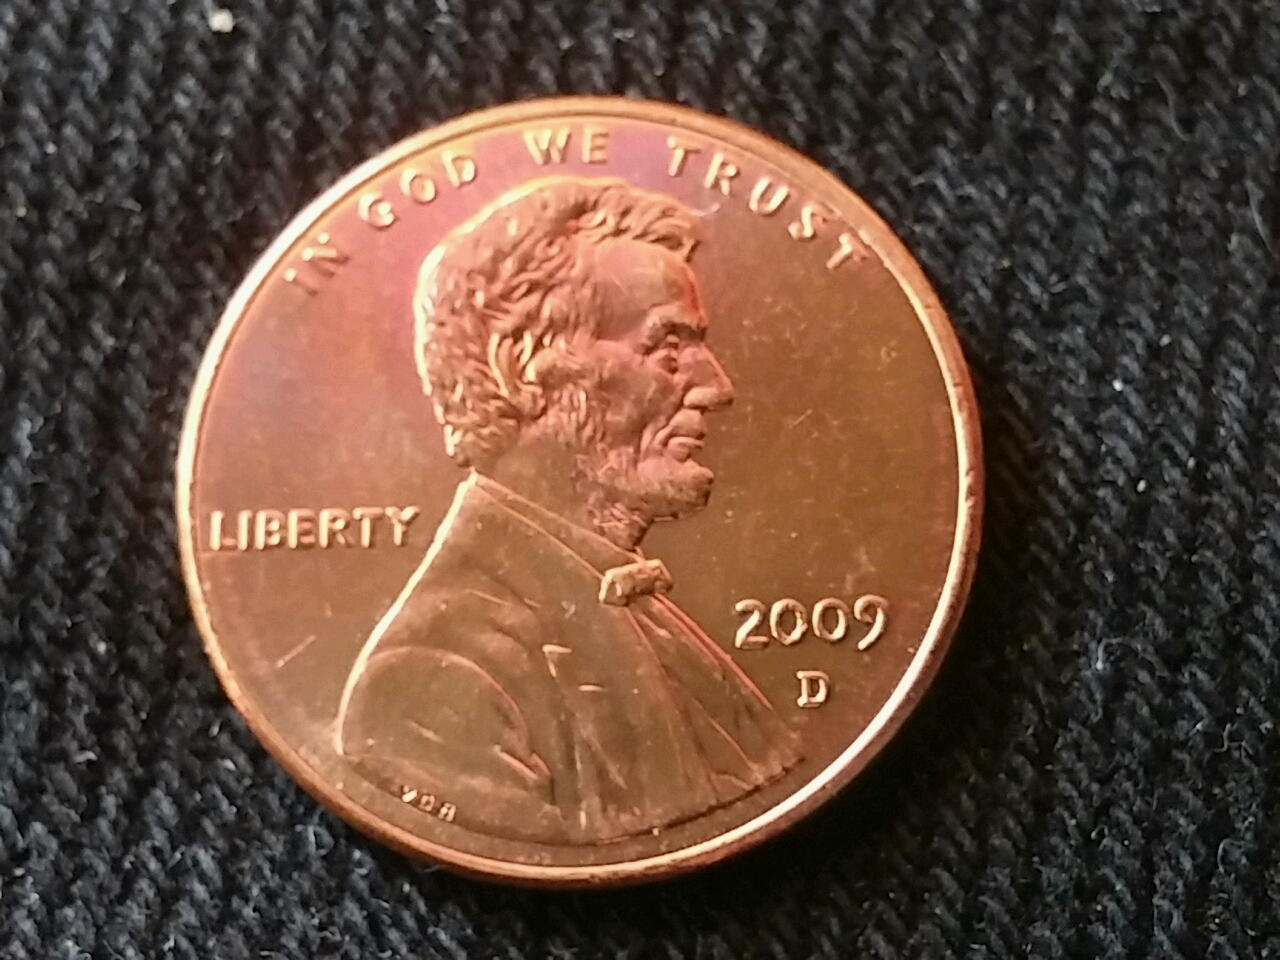 IN GOD WE TRUST
LIBERTY
2009
D
VDB